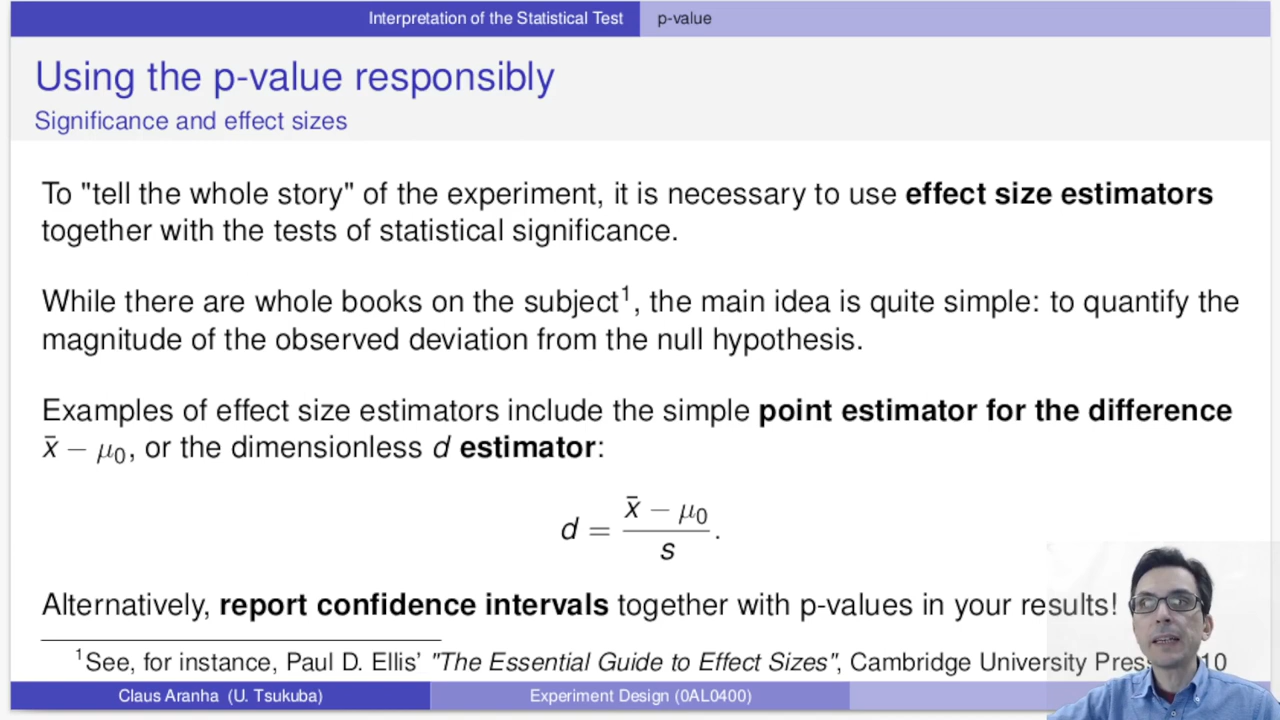 Interpretation of the Statistical Test p-value
Using the p-value responsibly
Significance and effect sizes
To "tell the whole story" of the experiment, it is necessary to use effect size estimators
together with the tests of statistical significance.
While there are whole books on the subject¹, the main idea is quite simple: to quantify the
magnitude of the observed deviation from the null hypothesis.
Examples of effect size estimators include the simple point estimator for the difference
x̄ − μ₀, or the dimensionless d estimator:
d = (x̄ − μ₀) / s.
Alternatively, report confidence intervals together with p-values in your results!
¹See, for instance, Paul D. Ellis' "The Essential Guide to Effect Sizes", Cambridge University Pres 10
Claus Aranha (U. Tsukuba) Experiment Design (0AL0400)